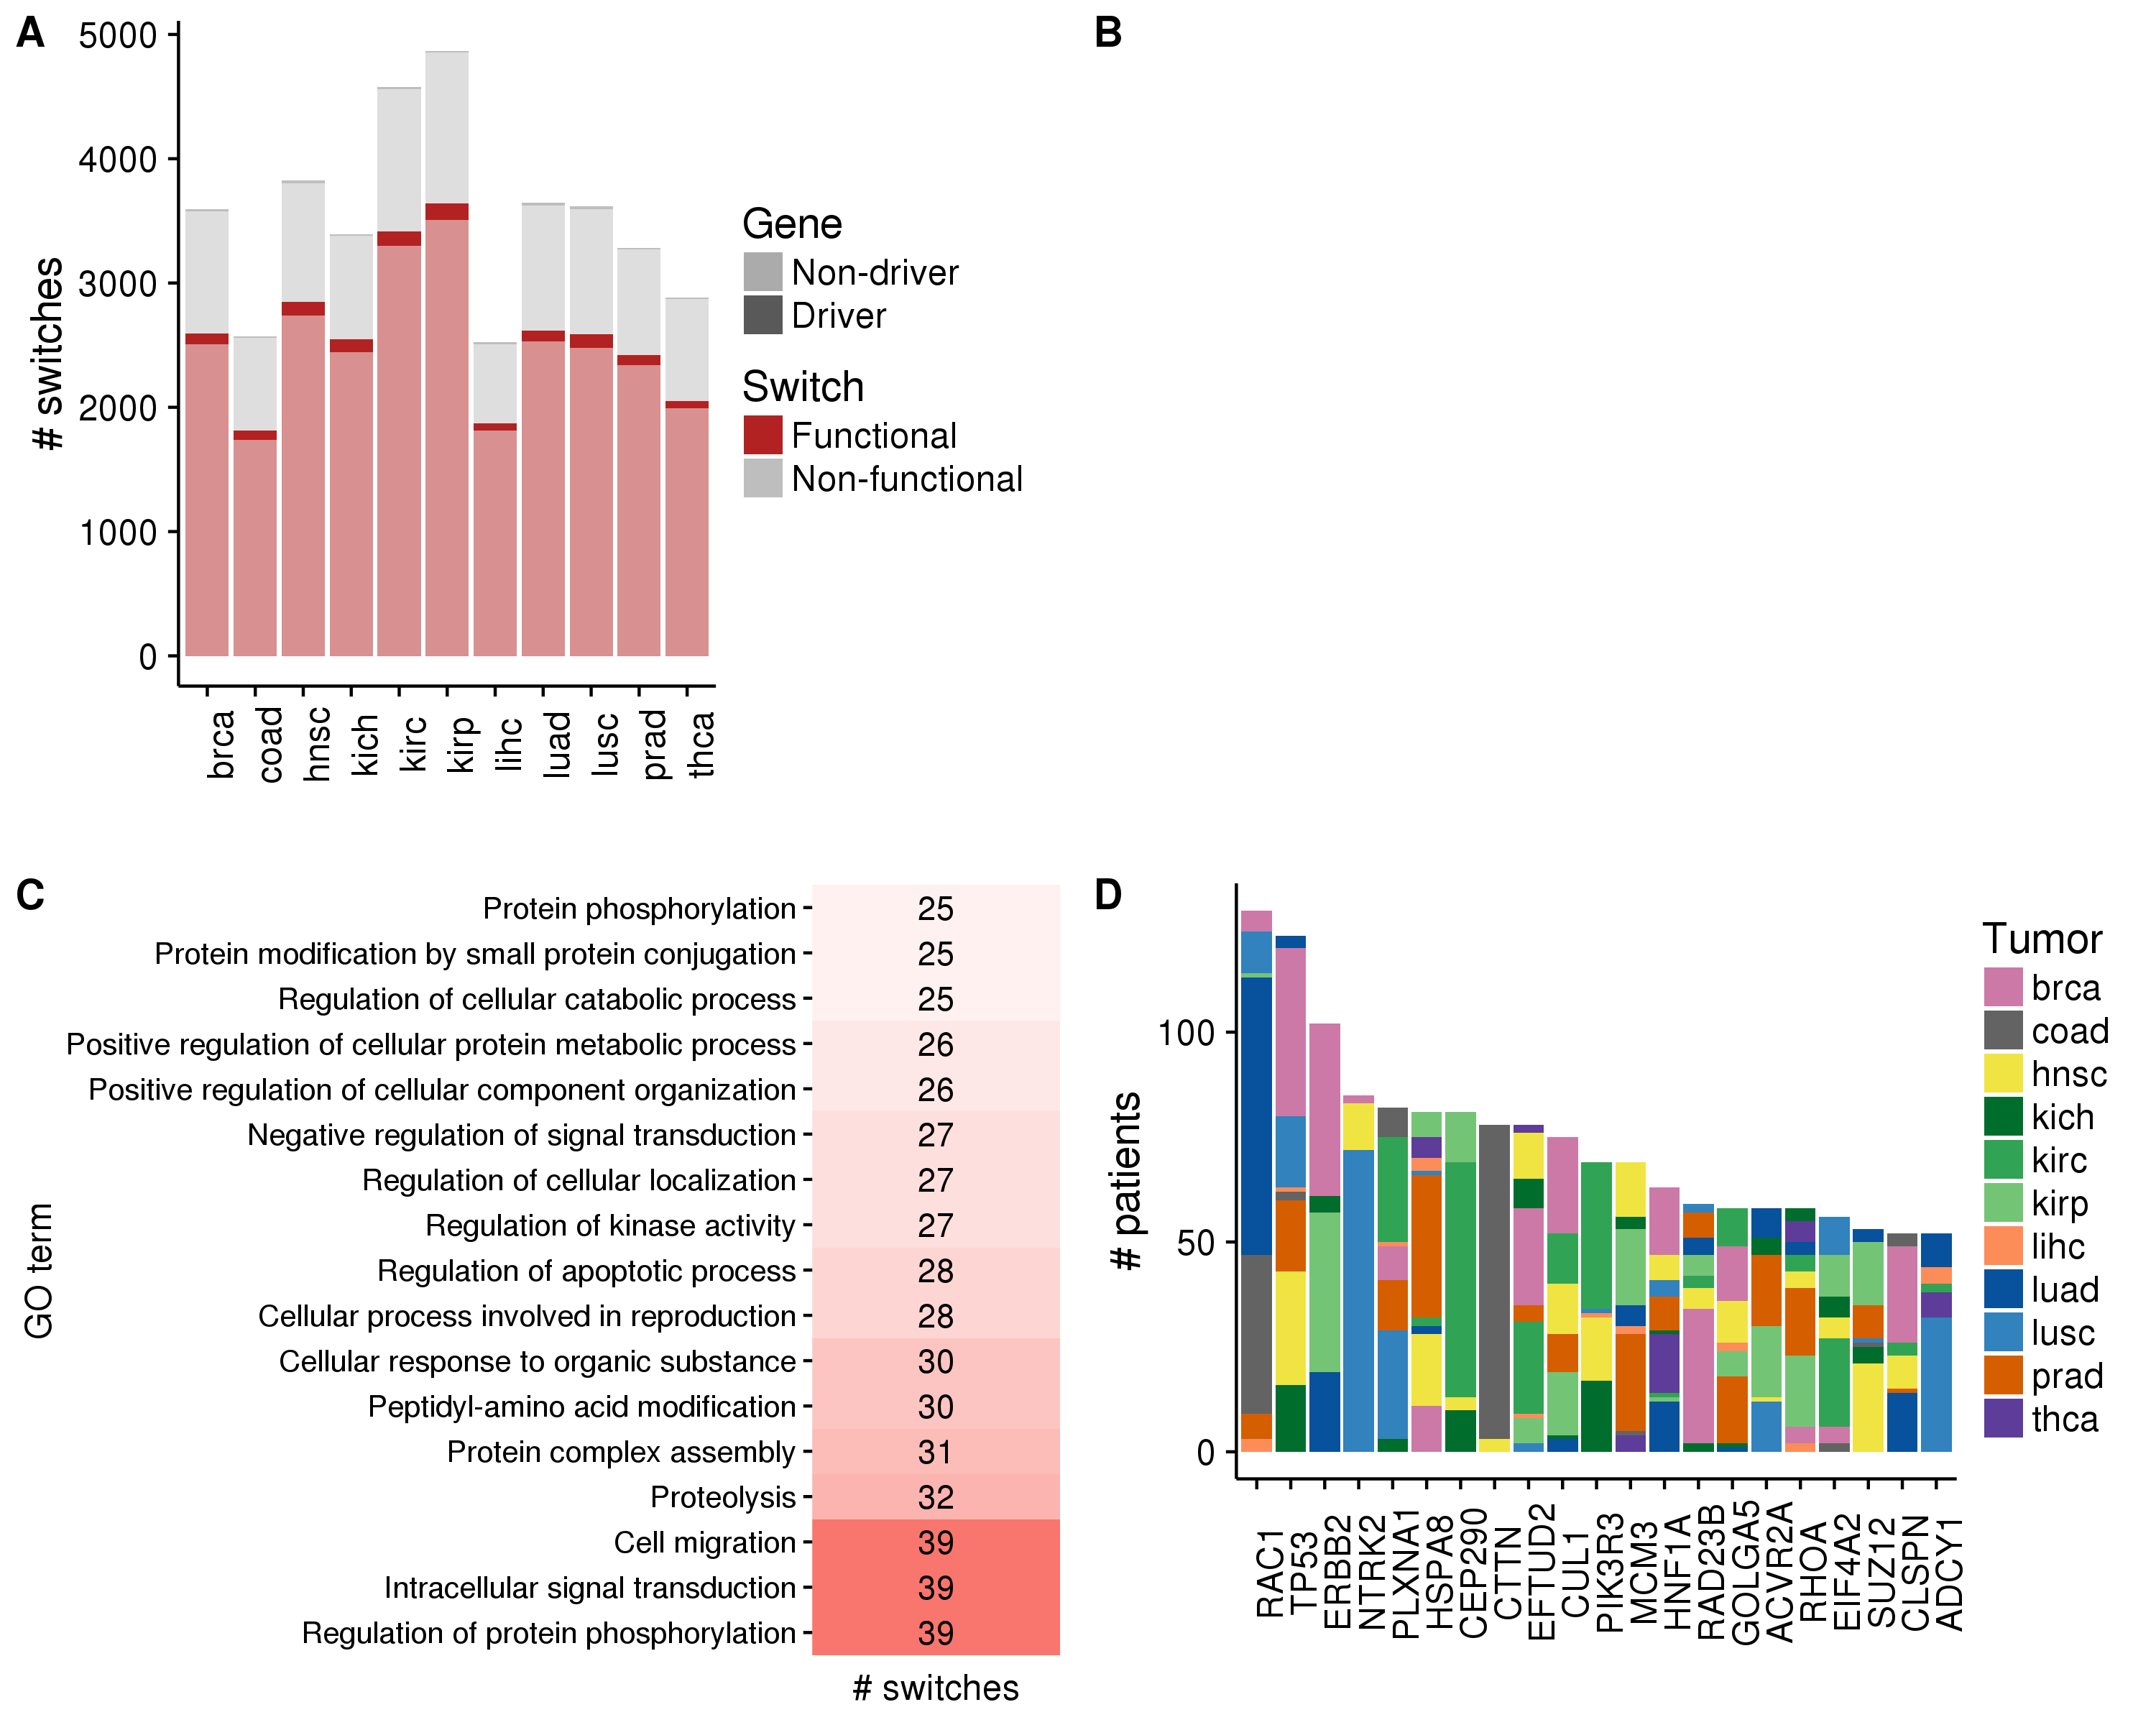 A
5000
4000
3000
2000
1000
0
# switches
brca
coad
hnsc
kich
kirc
kirp
lihc
luad
lusc
prad
thca
Gene
Non-driver
Driver
Switch
Functional
Non-functional
B
C
GO term
Protein phosphorylation 25
Protein modification by small protein conjugation 25
Regulation of cellular catabolic process 25
Positive regulation of cellular protein metabolic process 26
Positive regulation of cellular component organization 26
Negative regulation of signal transduction 27
Regulation of cellular localization 27
Regulation of kinase activity 27
Regulation of apoptotic process 28
Cellular process involved in reproduction 28
Cellular response to organic substance 30
Peptidyl-amino acid modification 30
Protein complex assembly 31
Proteolysis 32
Cell migration 39
Intracellular signal transduction 39
Regulation of protein phosphorylation 39
# switches
D
100
50
0
# patients
RAC1
TP53
ERBB2
NTRK2
PLXNA1
HSPA8
CEP290
CTTN
EFTUD2
CUL1
PIK3R3
MCM3
HNF1A
RAD23B
GOLGA5
ACVR2A
RHOA
EIF4A2
SUZ12
CLSPN
ADCY1
Tumor
brca
coad
hnsc
kich
kirc
kirp
lihc
luad
lusc
prad
thca